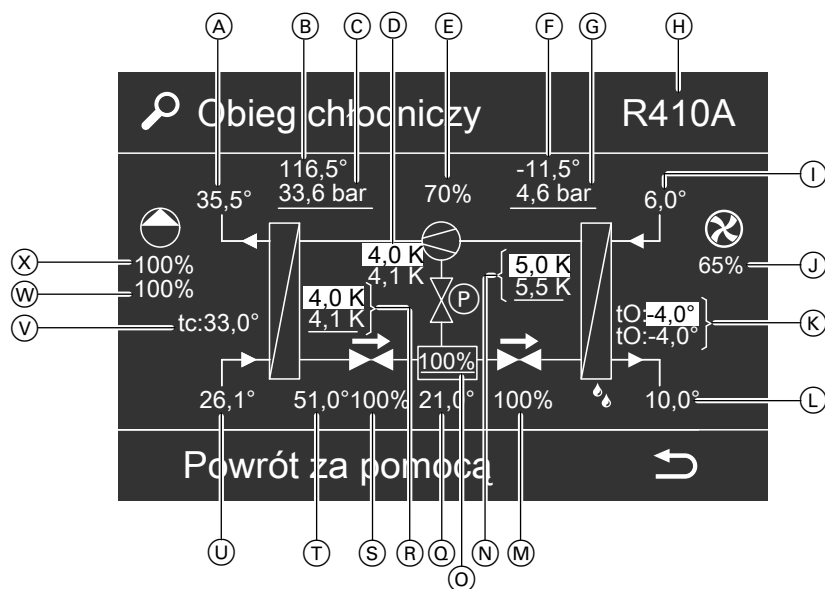 A B C D E F G H
Obieg chłodniczy R410A
116,5° -11,5°
35,5° 33,6 bar 70% 4,6 bar 6,0° I
X 100% 4,0 K 5,0 K 65% J
W 100% 4,1 K P 5,5 K
V tc:33,0° 4,0 K tO:-4,0° K
4,1 K tO:-4,0°
100%
26,1° 51,0° 100% 21,0° 100% 10,0° L
Powrót za pomocą
U T S R Q O N M